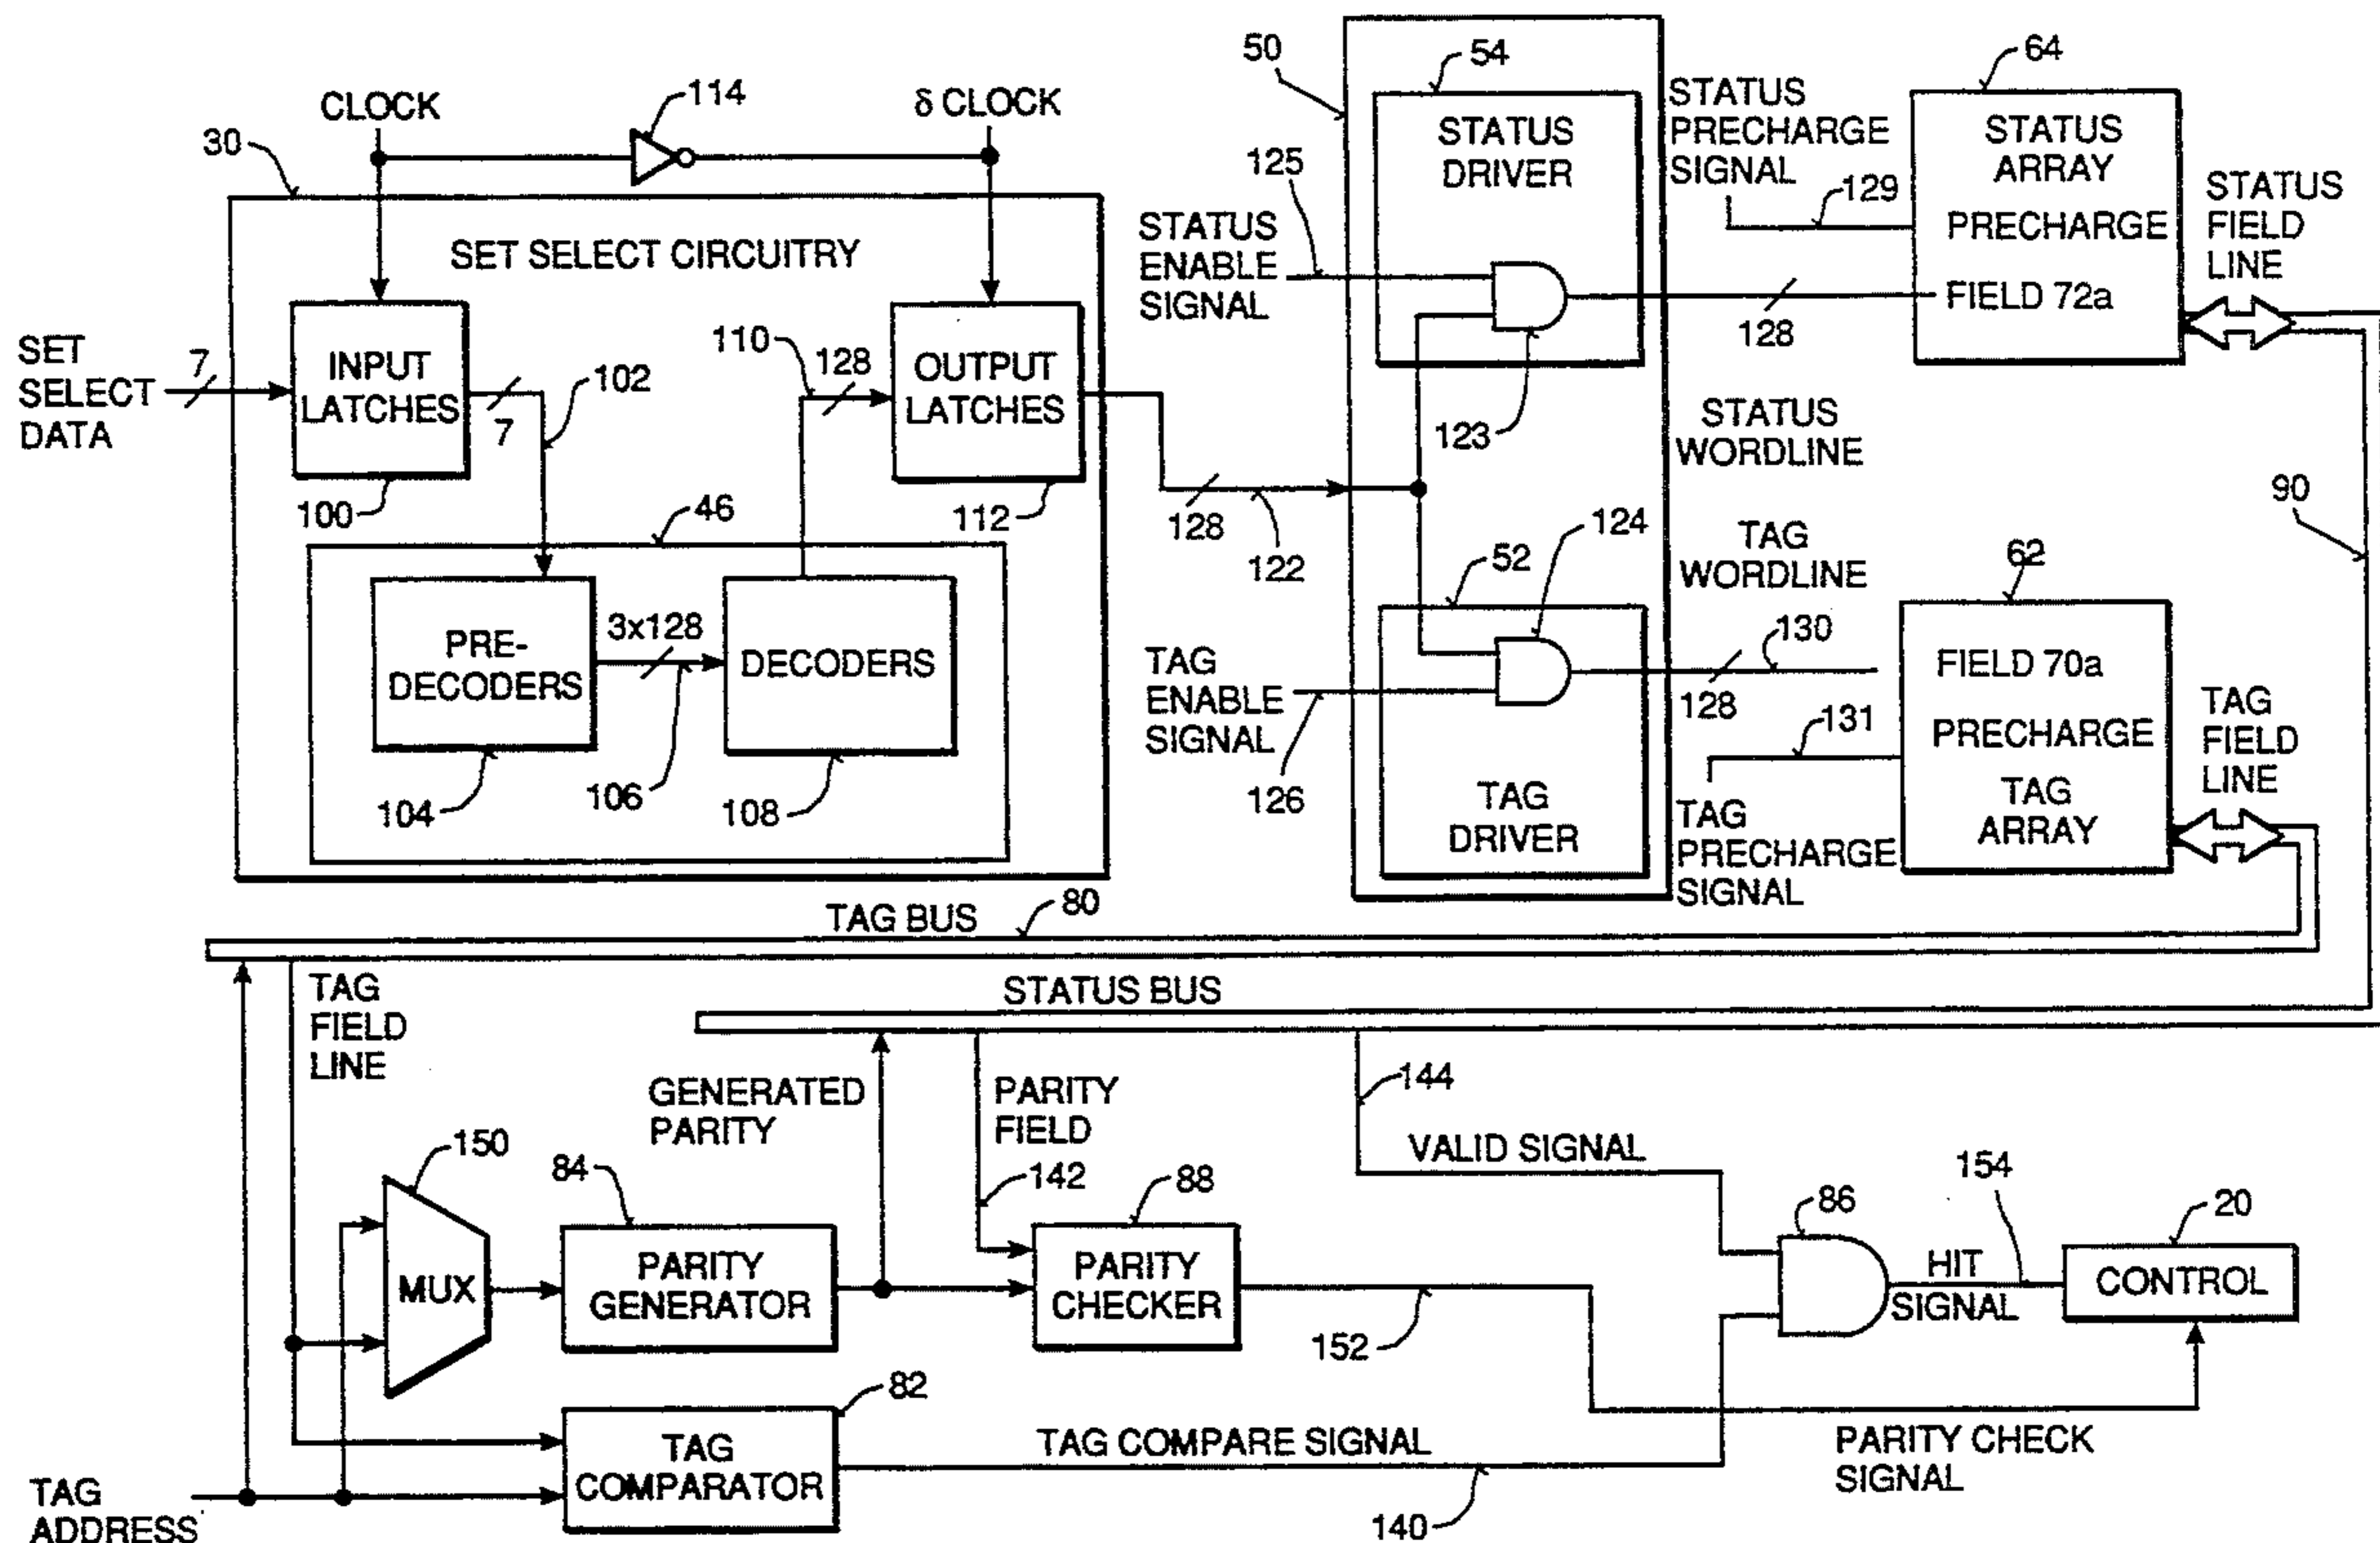 CLOCK
114
δ CLOCK
30
SET SELECT CIRCUITRY
SET
SELECT
DATA
7
INPUT
LATCHES
100
7
102
110
128
OUTPUT
LATCHES
112
46
PRE-
DECODERS
104
3x128
106
DECODERS
108
128
122
50
54
STATUS
DRIVER
125
STATUS
ENABLE
SIGNAL
123
STATUS
PRECHARGE
SIGNAL
129
128
64
STATUS
ARRAY
PRECHARGE
FIELD 72a
STATUS
FIELD
LINE
STATUS
WORDLINE
90
TAG
WORDLINE
124
52
TAG
ENABLE
SIGNAL
126
TAG
DRIVER
128
130
131
TAG
PRECHARGE
SIGNAL
62
FIELD 70a
PRECHARGE
TAG
ARRAY
TAG
FIELD
LINE
TAG BUS
80
TAG
FIELD
LINE
STATUS BUS
GENERATED
PARITY
PARITY
FIELD
142
144
VALID SIGNAL
150
MUX
84
PARITY
GENERATOR
88
PARITY
CHECKER
152
86
HIT
SIGNAL
154
20
CONTROL
82
TAG
COMPARATOR
TAG COMPARE SIGNAL
140
PARITY CHECK
SIGNAL
TAG
ADDRESS